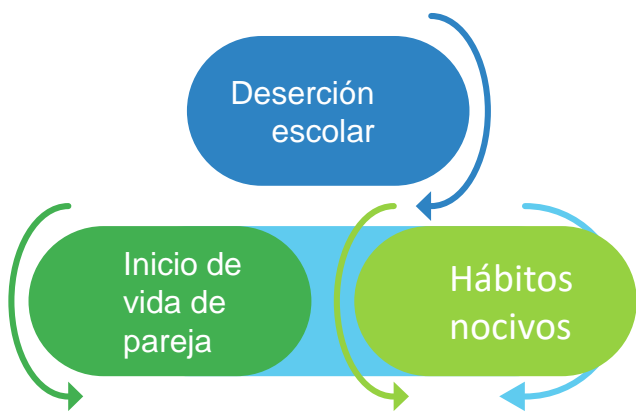 Deserción
escolar
Inicio de
vida de
pareja
Hábitos
nocivos